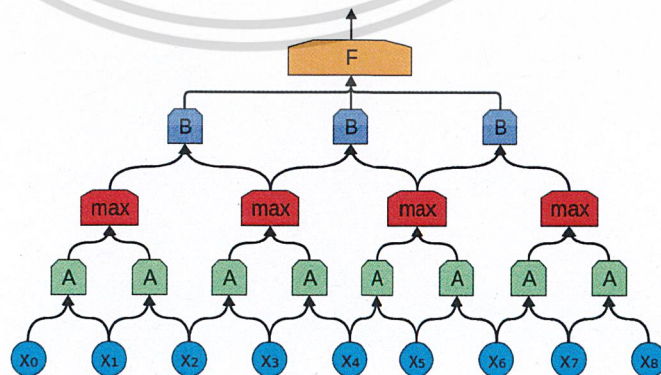 F
B B B
max max max max
A A A A A A A A
X0 X1 X2 X3 X4 X5 X6 X7 X8